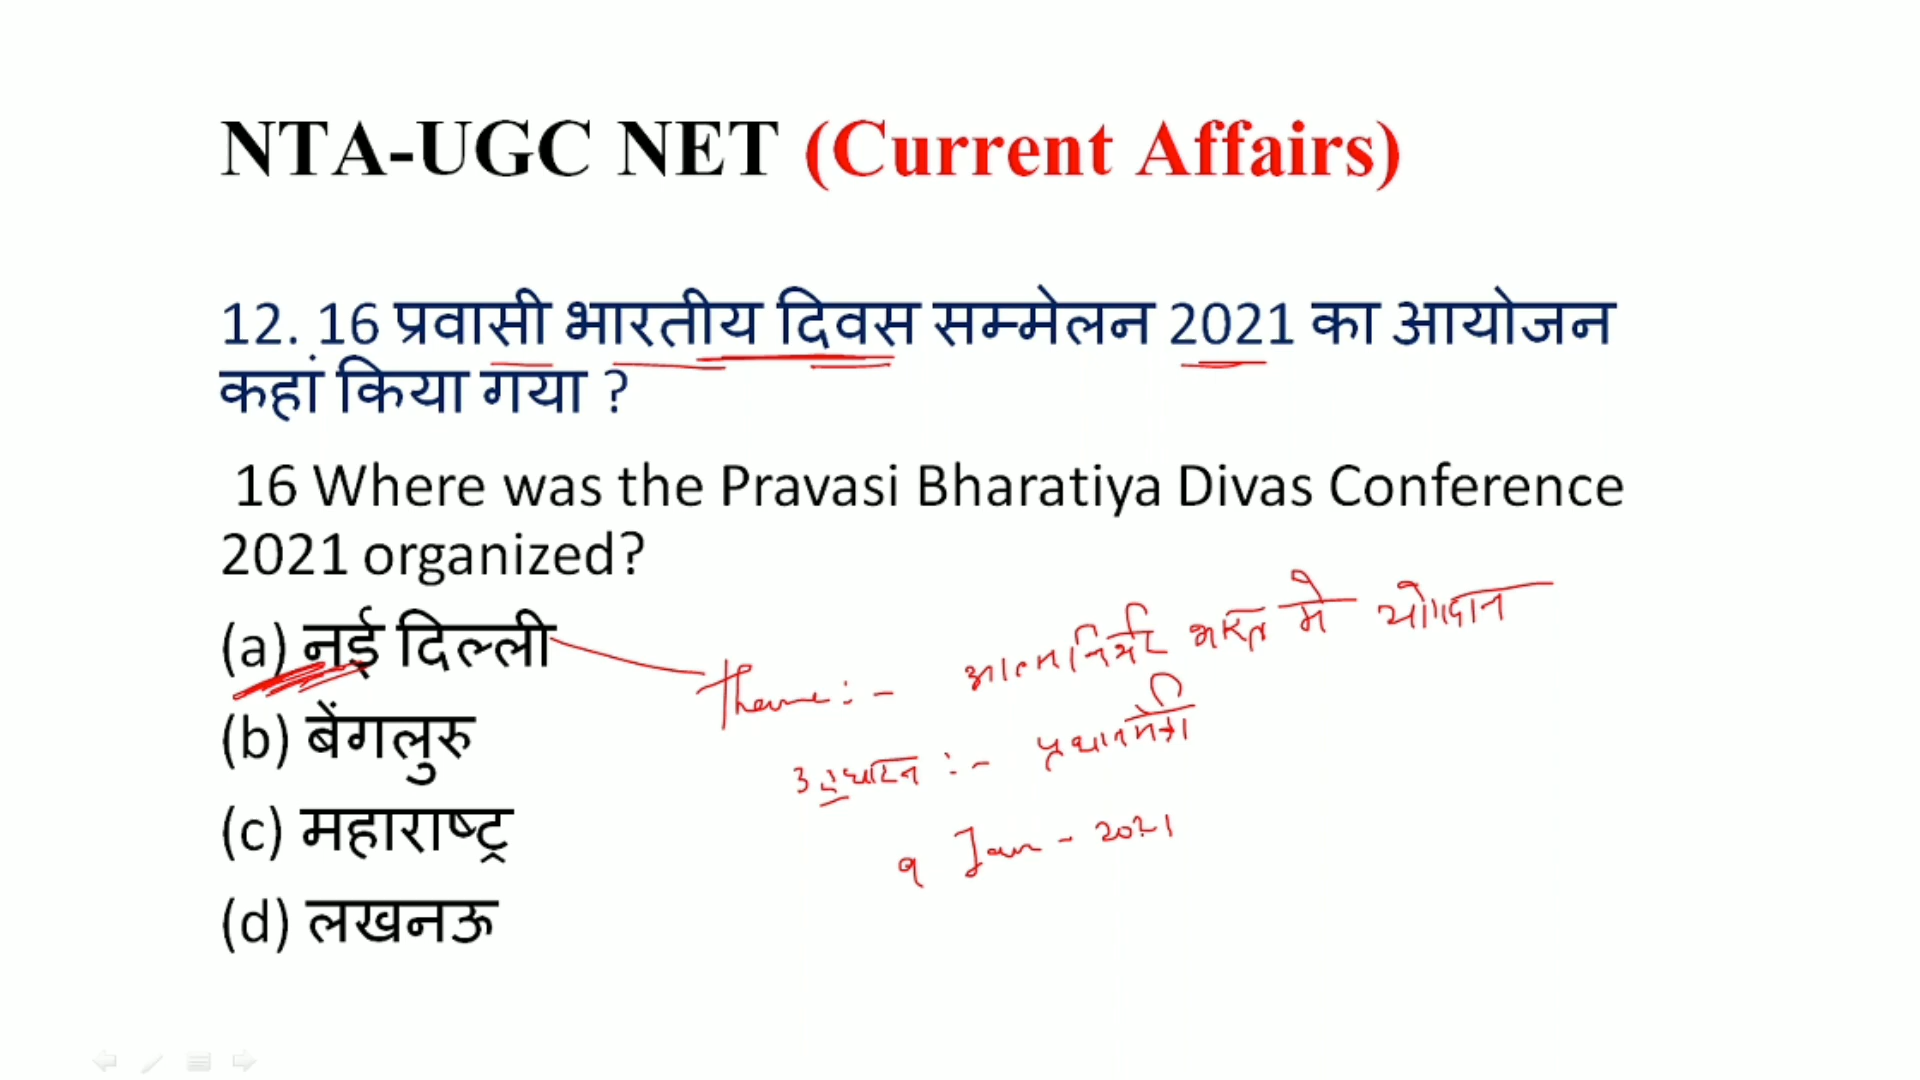 NTA-UGC NET (Current Affairs)
12. 16 प्रवासी भारतीय दिवस सम्मेलन 2021 का आयोजन
कहां किया गया ?
16 Where was the Pravasi Bharatiya Divas Conference
2021 organized?
(a) नई दिल्ली
Theme :- आत्मनिर्भर भारत में योगदान
उद्घाटन :- प्रधानमंत्री
(b) बेंगलुरु
9 Jan - 2021
(c) महाराष्ट्र
(d) लखनऊ